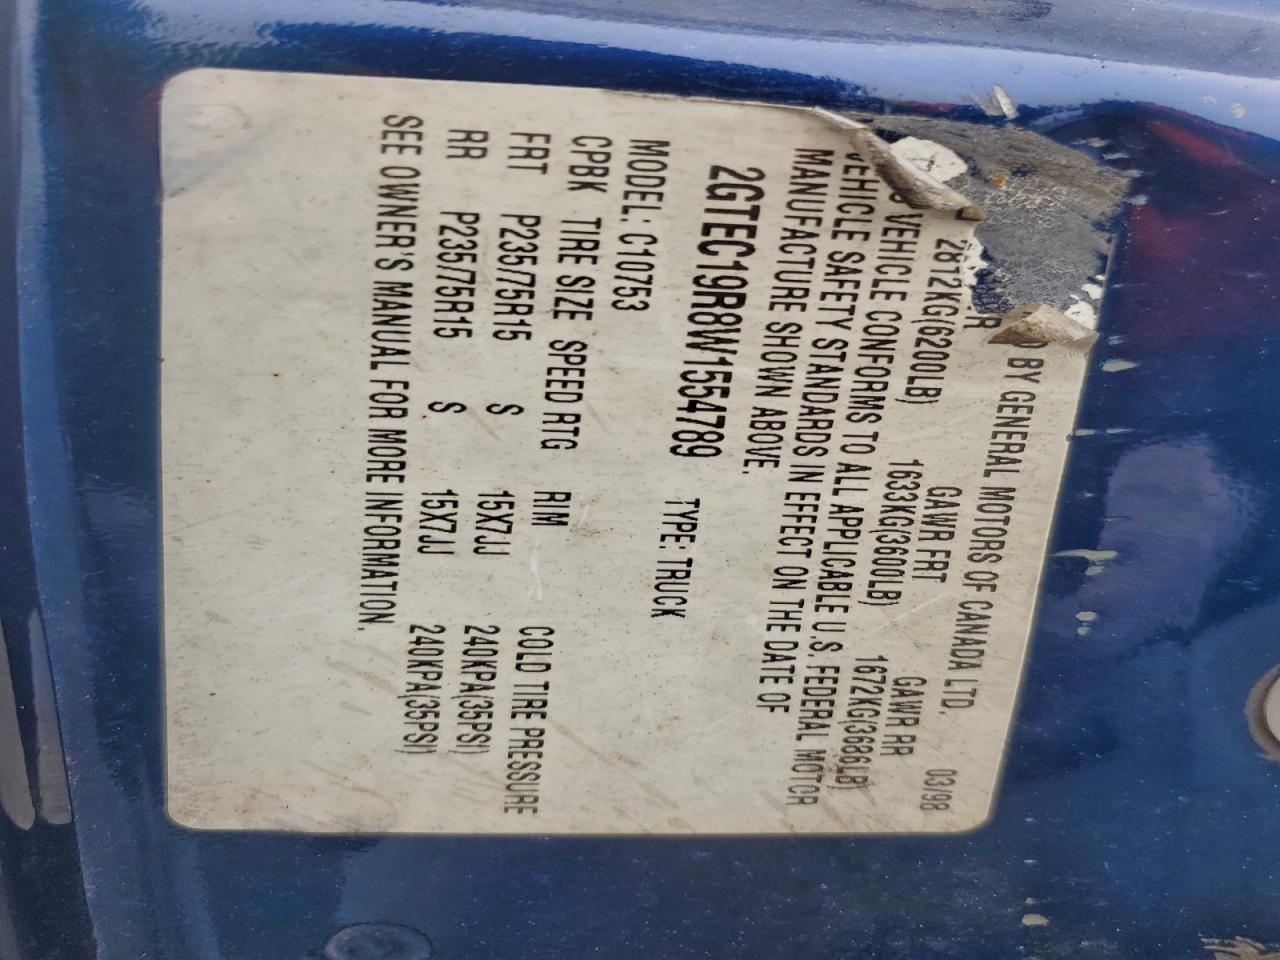 D BY GENERAL MOTORS OF CANADA LTD.
GAWR FRT GAWR RR 03/98
2812KG(6200LB) 1633KG(3600LB) 1672KG(3686LB)
VEHICLE CONFORMS TO ALL APPLICABLE U.S. FEDERAL MOTOR
VEHICLE SAFETY STANDARDS IN EFFECT ON THE DATE OF
MANUFACTURE SHOWN ABOVE.
2GTEC19R8W1554789 TYPE: TRUCK
MODEL: C10753
CPBK TIRE SIZE SPEED RTG RIM COLD TIRE PRESSURE
FRT P235/75R15 S 15X7JJ 240KPA(35PSI)
RR P235/75R15 S 15X7JJ 240KPA(35PSI)
SEE OWNER'S MANUAL FOR MORE INFORMATION.